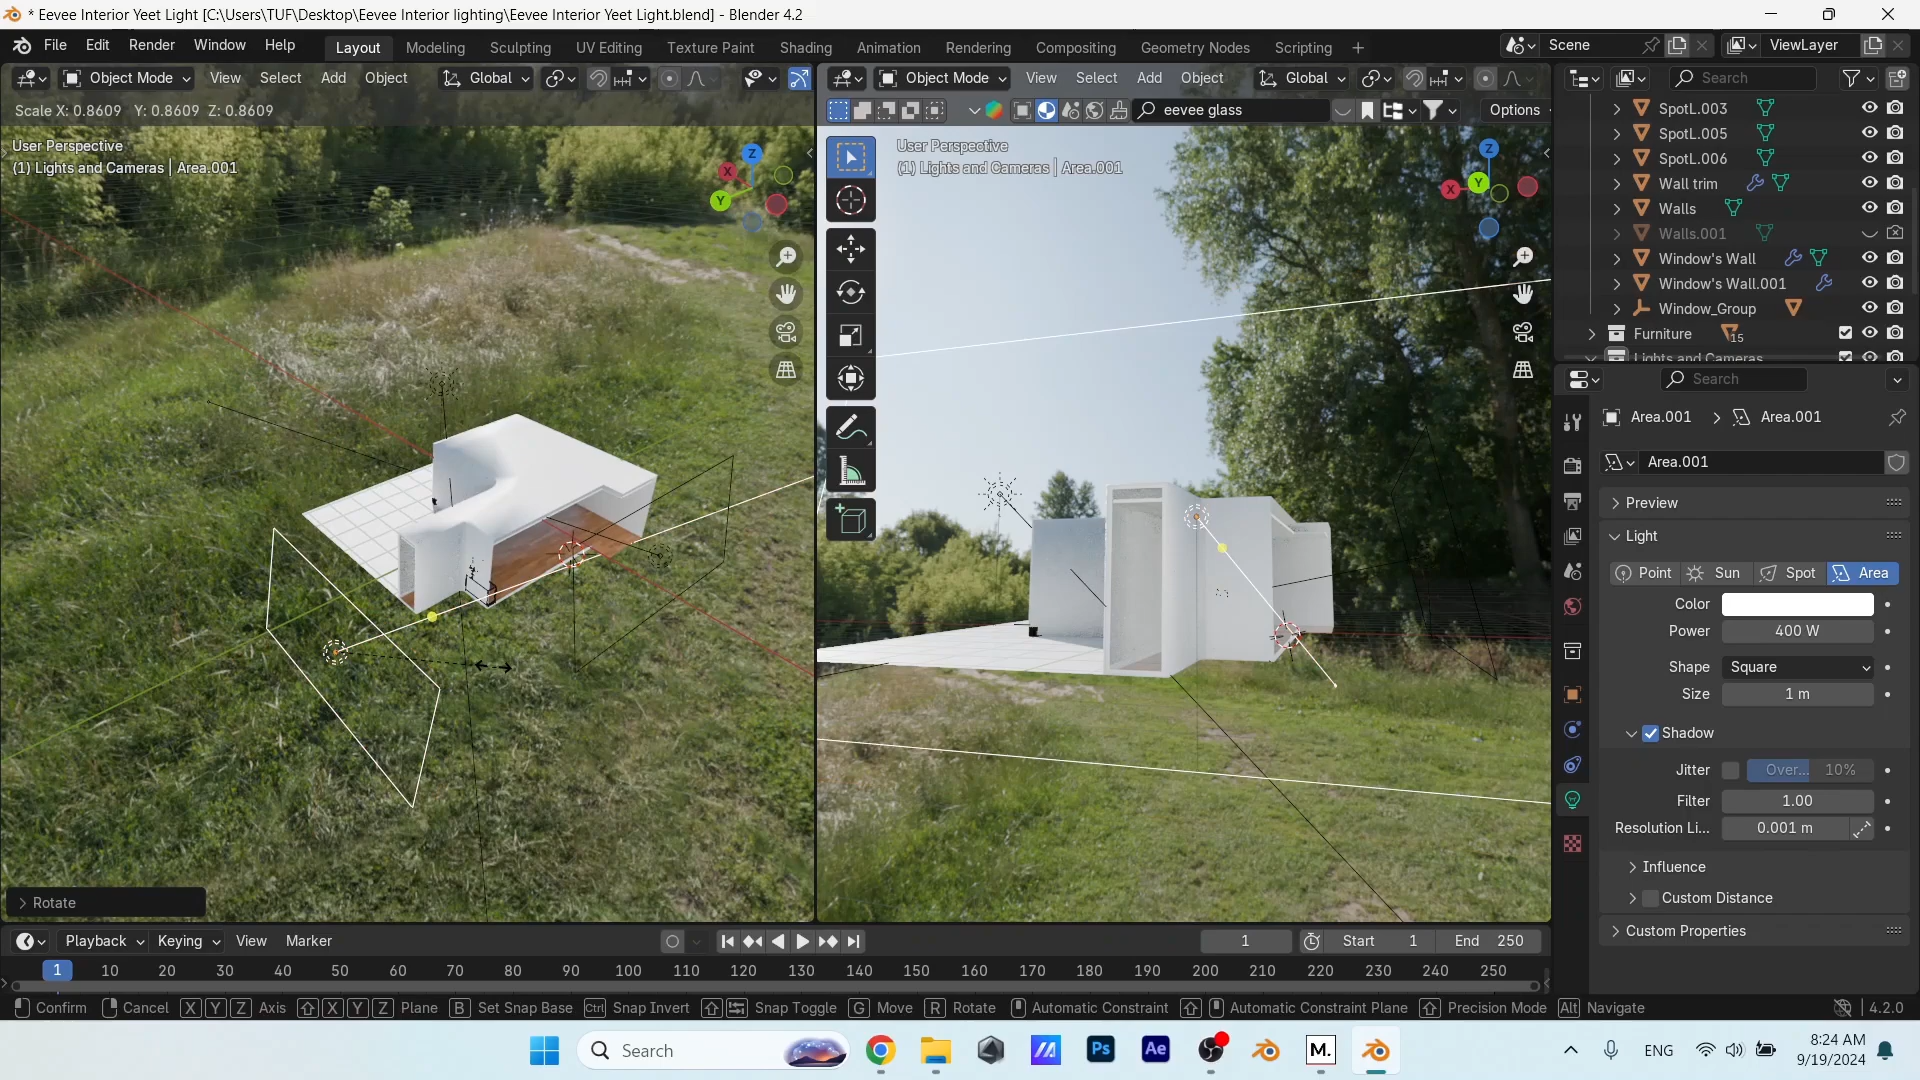 * Eevee Interior Yeet Light [C:\Users\TUF\Desktop\Eevee Interior lighting\Eevee Interior Yeet Light.blend] - Blender 4.2
File Edit Render Window Help Layout Modeling Sculpting UV Editing Texture Paint Shading Animation Rendering Compositing Geometry Nodes Scripting + Scene ViewLayer
Object Mode View Select Add Object Global Object Mode View Select Add Object Global Search
Scale X: 0.8609 Y: 0.8609 Z: 0.8609 eevee glass Options
User Perspective
(1) Lights and Cameras | Area.001
Z
X
Y
User Perspective
(1) Lights and Cameras | Area.001
Z
X
Y
SpotL.003
SpotL.005
SpotL.006
Wall trim
Walls
Walls.001
Window's Wall
Window's Wall.001
Window_Group
Furniture 15
Lights and Cameras
Search
Area.001 > Area.001
Area.001
Preview
Light
Point Sun Spot Area
Color
Power 400 W
Shape Square
Size 1 m
Shadow
Jitter Over... 10%
Filter 1.00
Resolution Li... 0.001 m
Influence
Custom Distance
Custom Properties
Rotate
Playback Keying View Marker 1 Start 1 End 250
1 10 20 30 40 50 60 70 80 90 100 110 120 130 140 150 160 170 180 190 200 210 220 230 240 250
Confirm Cancel X Y Z Axis X Y Z Plane B Set Snap Base Ctrl Snap Invert Snap Toggle G Move R Rotate Automatic Constraint Automatic Constraint Plane Precision Mode Alt Navigate 4.2.0
Search Ps Ae M. ENG 8:24 AM
9/19/2024